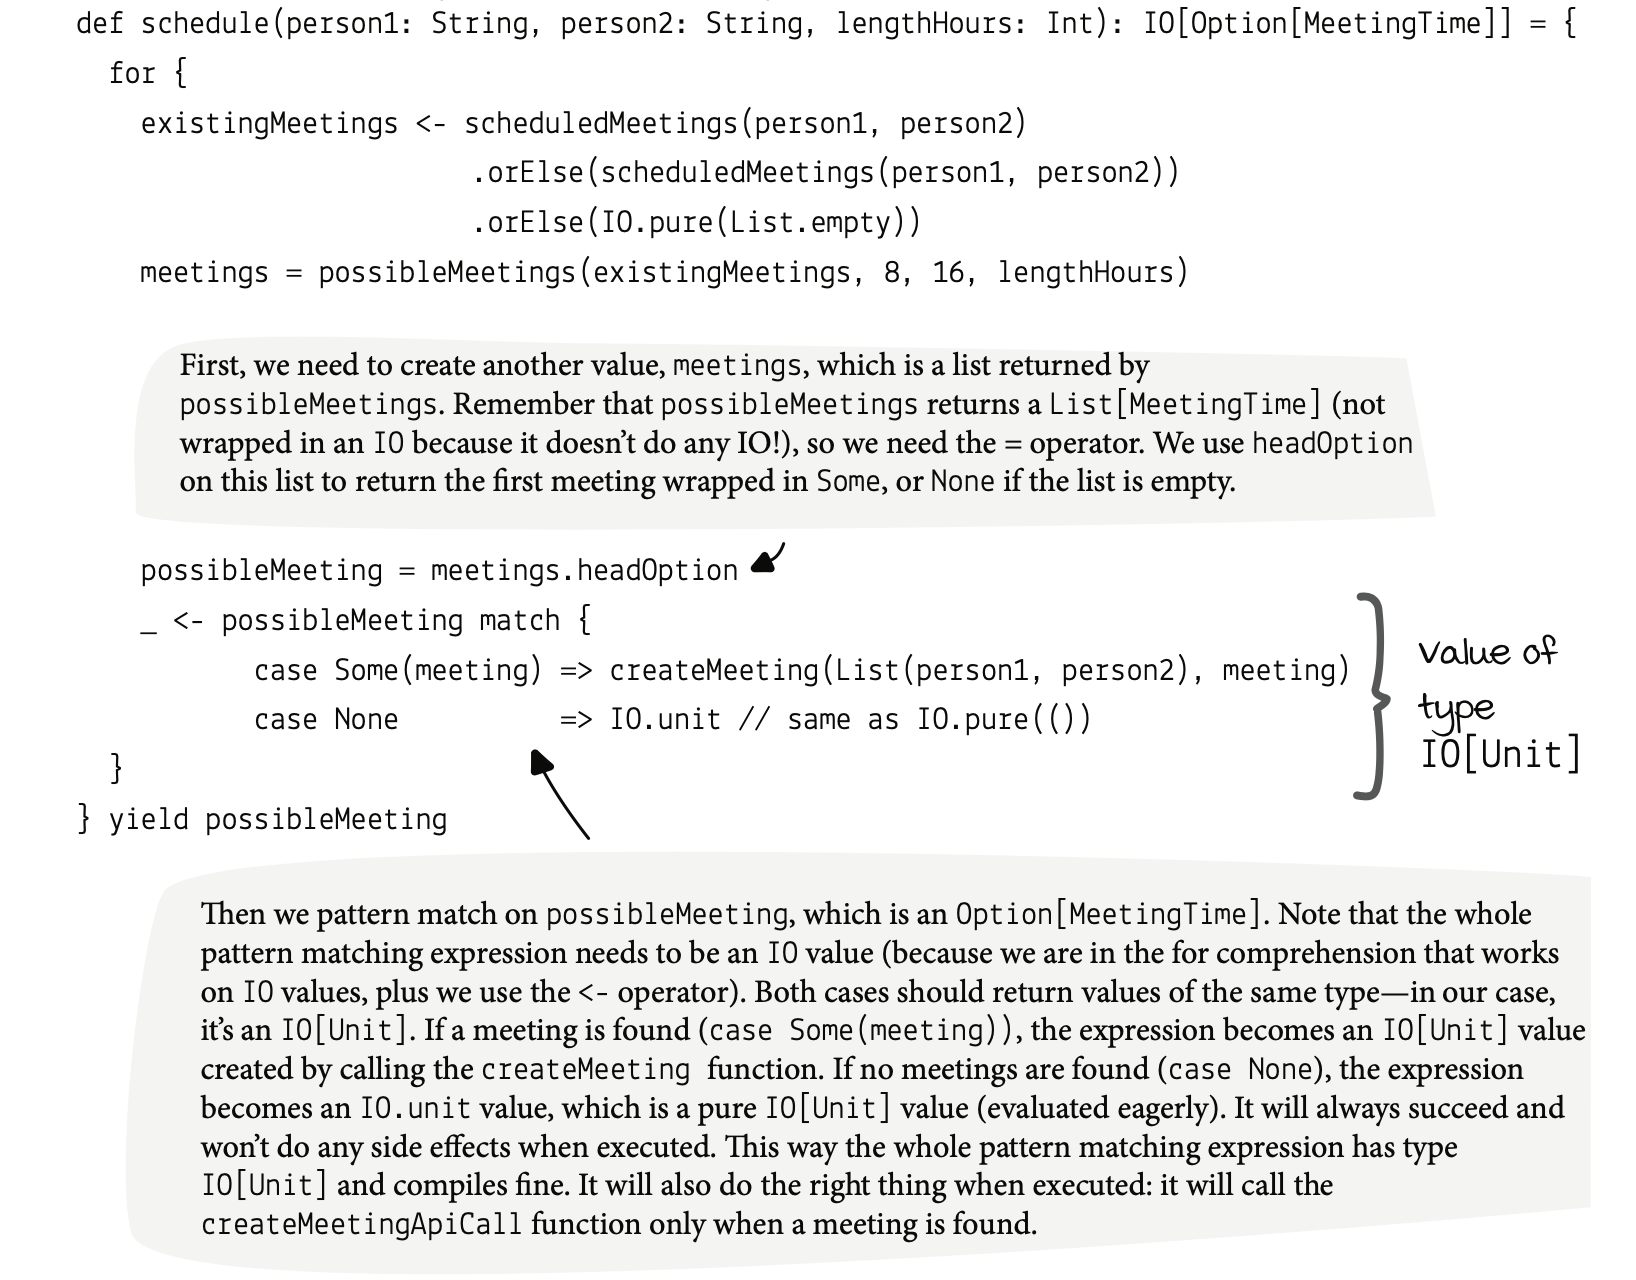 def schedule(person1: String, person2: String, lengthHours: Int): IO[Option[MeetingTime]] = {
for {
existingMeetings <- scheduledMeetings(person1, person2)
.orElse(scheduledMeetings(person1, person2))
.orElse(IO.pure(List.empty))
meetings = possibleMeetings(existingMeetings, 8, 16, lengthHours)
First, we need to create another value, meetings, which is a list returned by
possibleMeetings. Remember that possibleMeetings returns a List[MeetingTime] (not
wrapped in an IO because it doesn’t do any IO!), so we need the = operator. We use headOption
on this list to return the first meeting wrapped in Some, or None if the list is empty.
possibleMeeting = meetings.headOption
_ <- possibleMeeting match {
case Some(meeting) => createMeeting(List(person1, person2), meeting)
case None => IO.unit // same as IO.pure(())
}
} yield possibleMeeting
value of
type
IO[Unit]
Then we pattern match on possibleMeeting, which is an Option[MeetingTime]. Note that the whole
pattern matching expression needs to be an IO value (because we are in the for comprehension that works
on IO values, plus we use the <- operator). Both cases should return values of the same type—in our case,
it’s an IO[Unit]. If a meeting is found (case Some(meeting)), the expression becomes an IO[Unit] value
created by calling the createMeeting function. If no meetings are found (case None), the expression
becomes an IO.unit value, which is a pure IO[Unit] value (evaluated eagerly). It will always succeed and
won’t do any side effects when executed. This way the whole pattern matching expression has type
IO[Unit] and compiles fine. It will also do the right thing when executed: it will call the
createMeetingApiCall function only when a meeting is found.